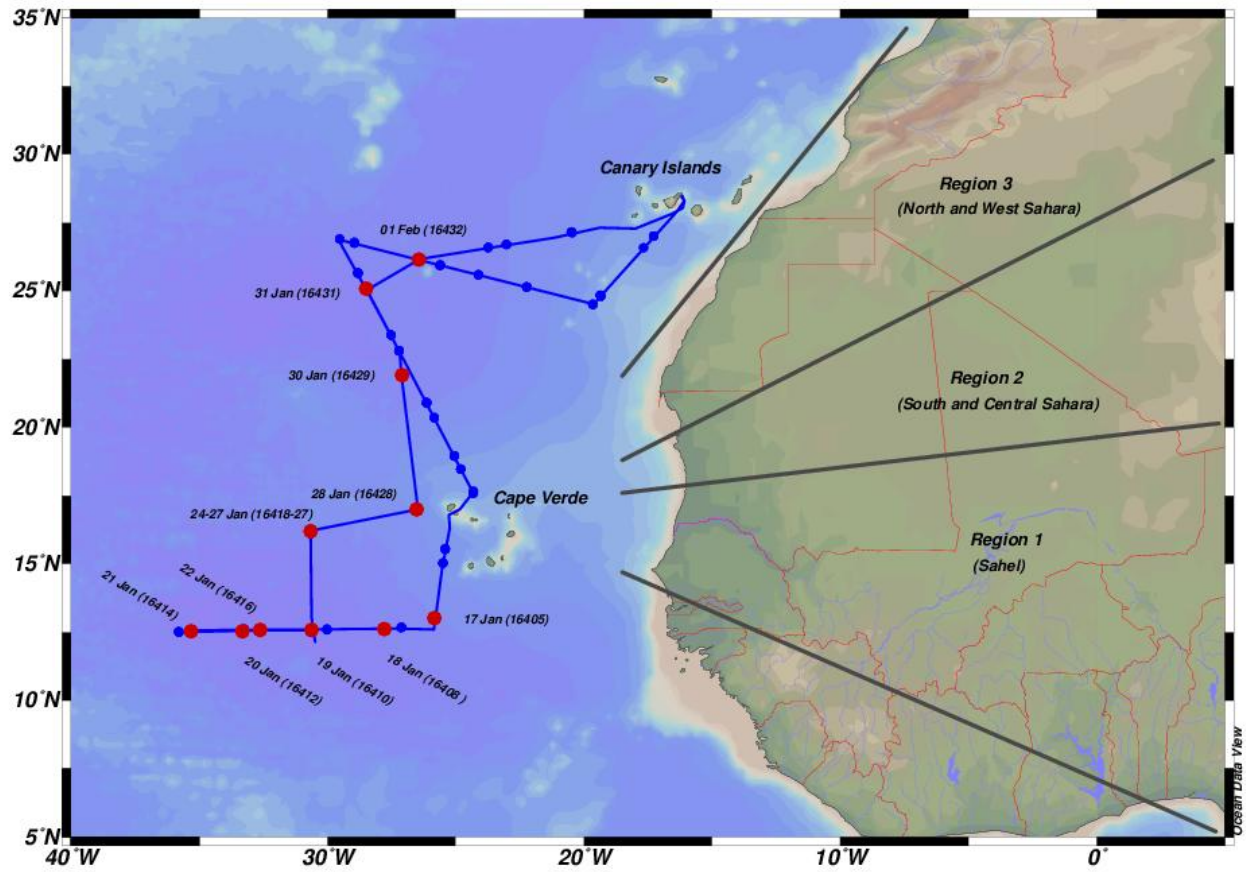 35°N
30°N
25°N
20°N
15°N
10°N
5°N
40°W
30°W
20°W
10°W
0°
Canary Islands
Region 3
(North and West Sahara)
01 Feb (16432)
31 Jan (16431)
30 Jan (16429)
Region 2
(South and Central Sahara)
28 Jan (16428)
Cape Verde
24-27 Jan (16418-27)
Region 1
(Sahel)
21 Jan (16414)
22 Jan (16416)
17 Jan (16405)
20 Jan (16412)
19 Jan (16410)
18 Jan (16408)
Ocean Data View